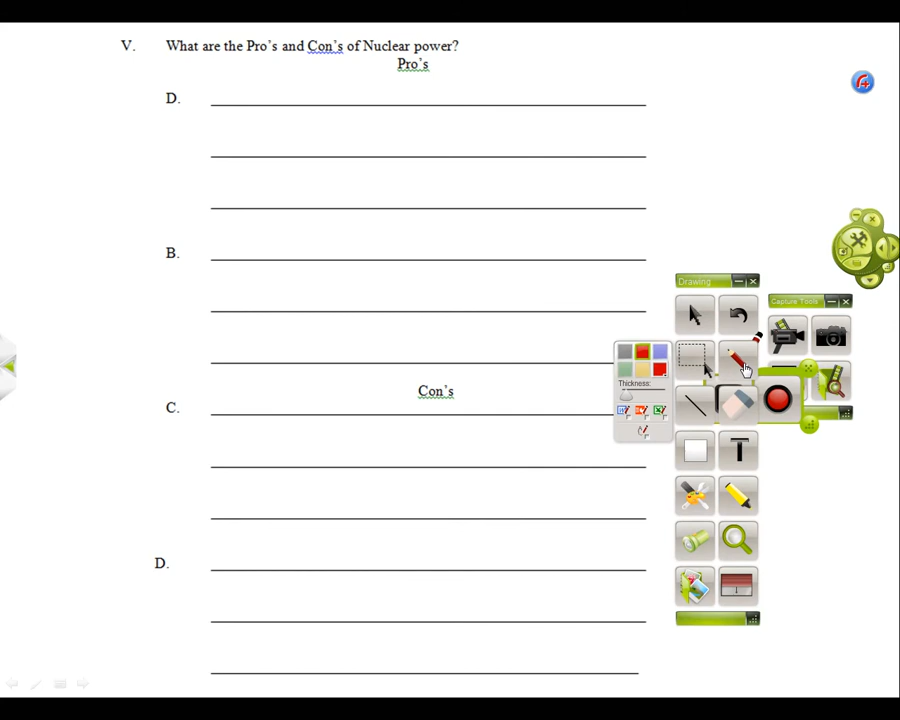 V. What are the Pro's and Con's of Nuclear power?
Pro's
D.
Drawing
B.
Capture Tools
Thickness:
Con's
C.
T
D.